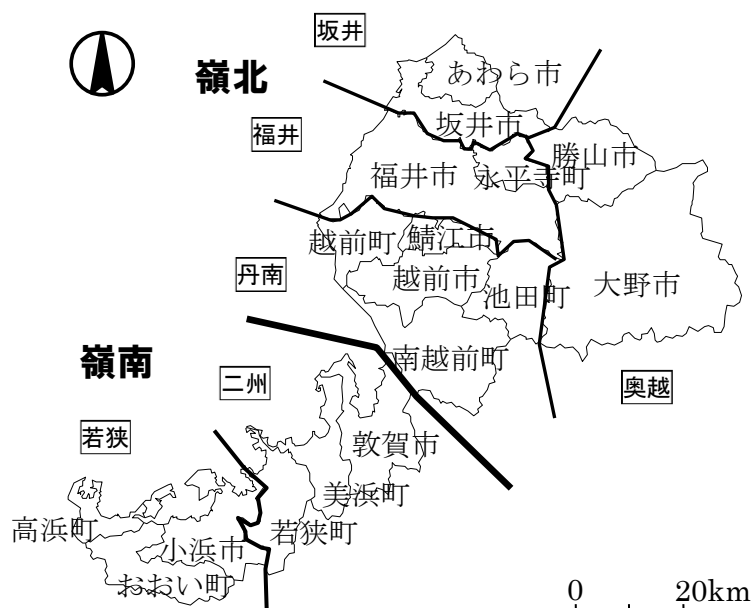 坂井
嶺北
あわら市
坂井市
福井
勝山市
福井市
永平寺町
越前町
鯖江市
丹南
越前市
池田町
大野市
嶺南
南越前町
二州
奥越
若狭
敦賀市
美浜町
高浜町
若狭町
小浜市
おおい町
0 20km